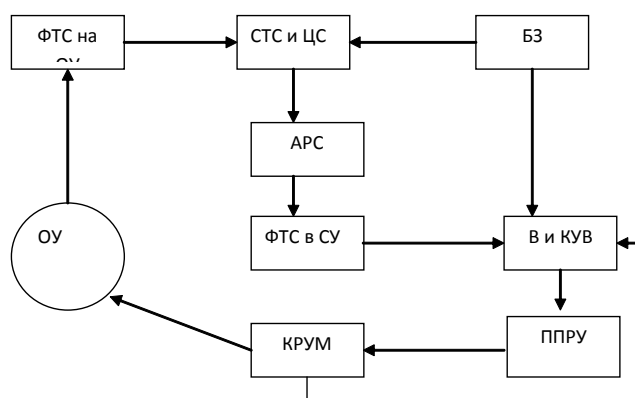 ФТС на
СТС и ЦС
БЗ
АРС
ОУ
ФТС в СУ
В и КУВ
КРУМ
ППРУ